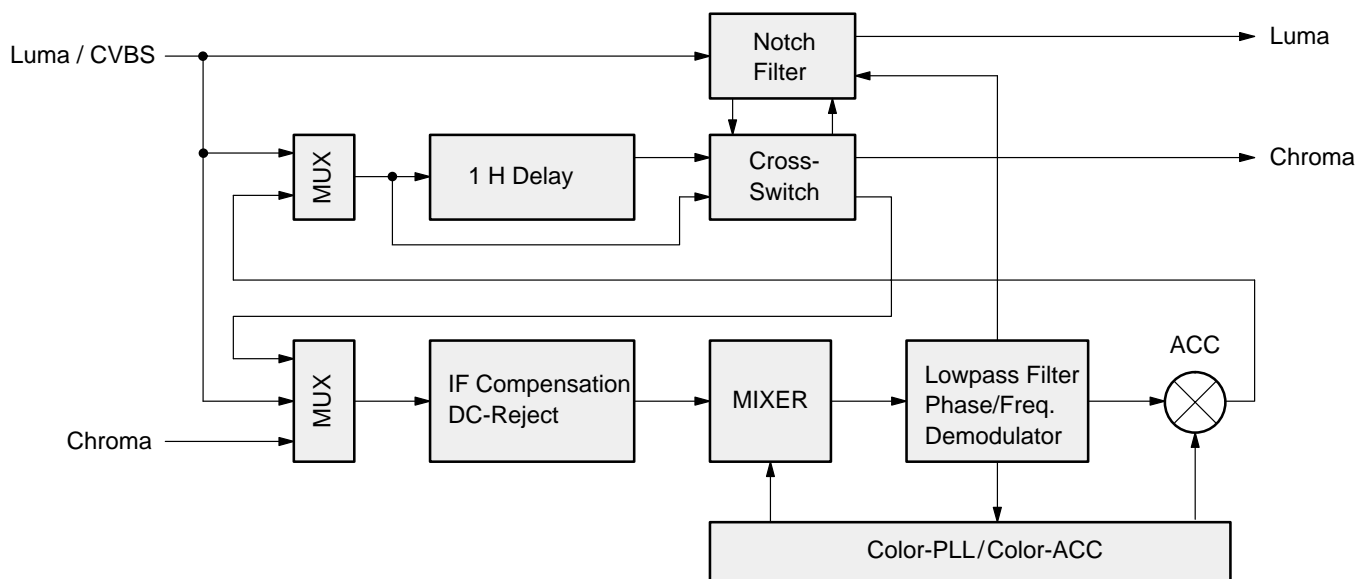 Luma / CVBS
Notch
Filter
Luma
MUX
1 H Delay
Cross-
Switch
Chroma
MUX
IF Compensation
DC-Reject
MIXER
Lowpass Filter
Phase/Freq.
Demodulator
ACC
Chroma
Color-PLL/Color-ACC